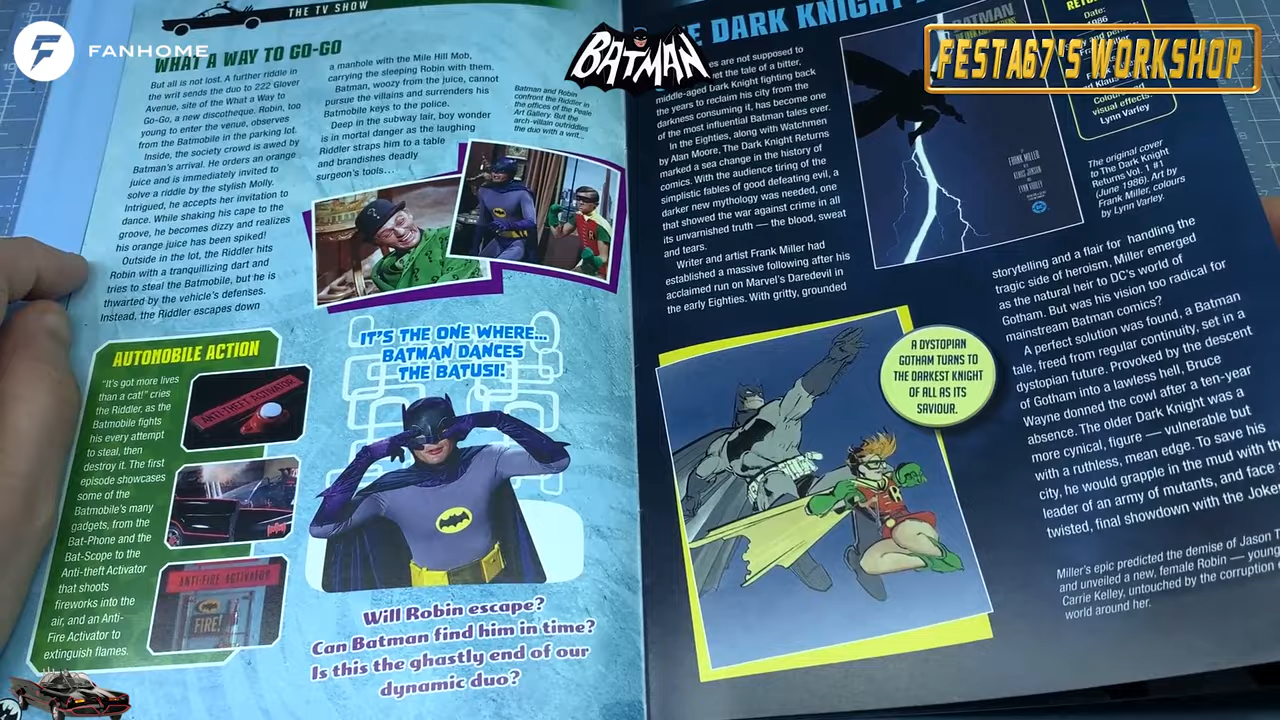 FANHOME
BATMAN
FESTA67'S WORKSHOP
THE TV SHOW
WHAT A WAY TO GO-GO
But all is not lost. A further riddle in
the writ sends the duo to 222 Glover
Avenue, site of the What a Way to
Go-Go, a new discotheque. Robin, too
young to enter the venue, observes
from the Batmobile in the parking lot.
Inside, the society crowd is awed by
Batman's arrival. He orders an orange
juice and is immediately invited to
solve a riddle by the stylish Molly.
Intrigued, he accepts her invitation to
dance. While shaking his cape to the
groove, he becomes dizzy and realizes
his orange juice has been spiked!
Outside in the lot, the Riddler hits
Robin with a tranquillizing dart and
tries to steal the Batmobile, but he is
thwarted by the vehicle's defenses.
Instead, the Riddler escapes down
a manhole with the Mile Hill Mob,
carrying the sleeping Robin with them.
Batman, woozy from the juice, cannot
pursue the villains and surrenders his
Batmobile keys to the police.
Deep in the subway fair, boy wonder
is in mortal danger as the laughing
Riddler straps him to a table
and brandishes deadly
surgeon's tools...
Batman and Robin
confront the Riddler in
the offices of the Peale
Art Gallery. But the
arch-villain outriddles
the duo with a writ...
AUTOMOBILE ACTION
"It's got more lives
than a cat!" cries
the Riddler, as the
Batmobile fights
his every attempt
to steal, then
destroy it. The first
episode showcases
some of the
Batmobile's many
gadgets, from the
Bat-Phone and the
Bat-Scope to the
Anti-theft Activator
that shoots
fireworks into the
air, and an Anti-
Fire Activator to
extinguish flames.
ANTI-THEFT ACTIVATOR
ANTI-FIRE ACTIVATOR
FIRE!
IT'S THE ONE WHERE...
BATMAN DANCES
THE BATUSI!
Will Robin escape?
Can Batman find him in time?
Is this the ghastly end of our
dynamic duo?
DARK KNIGHT
es are not supposed to
et the tale of a bitter,
middle-aged Dark Knight fighting back
the years to reclaim his city from the
darkness consuming it, has become one
of the most influential Batman tales ever.
In the Eighties, along with Watchmen
by Alan Moore, The Dark Knight Returns
marked a sea change in the history of
comics. With the audience tiring of the
simplistic fables of good defeating evil, a
darker new mythology was needed, one
that showed the war against crime in all
its unvarnished truth — the blood, sweat
and tears.
Writer and artist Frank Miller had
established a massive following after his
acclaimed run on Marvel's Daredevil in
the early Eighties. With gritty, grounded
BATMAN
FRANK MILLER
KLAUS JANSON
LYNN VARLEY
Date:
1986
visual effects:
Lynn Varley
The original cover
to The Dark Knight
Returns Vol. 1 #1
(June 1986). Art by
Frank Miller, colours
by Lynn Varley.
storytelling and a flair for handling the
tragic side of heroism, Miller emerged
as the natural heir to DC's world of
Gotham. But was his vision too radical for
mainstream Batman comics?
A perfect solution was found, a Batman
tale, freed from regular continuity, set in a
dystopian future. Provoked by the descent
of Gotham into a lawless hell, Bruce
Wayne donned the cowl after a ten-year
absence. The older Dark Knight was a
more cynical, figure — vulnerable but
with a ruthless, mean edge. To save his
city, he would grapple in the mud with th
leader of an army of mutants, and face
twisted, final showdown with the Joke
A DYSTOPIAN
GOTHAM TURNS TO
THE DARKEST KNIGHT
OF ALL AS ITS
SAVIOUR.
Miller's epic predicted the demise of Jason T
and unveiled a new, female Robin — young
Carrie Kelley, untouched by the corruption
world around her.